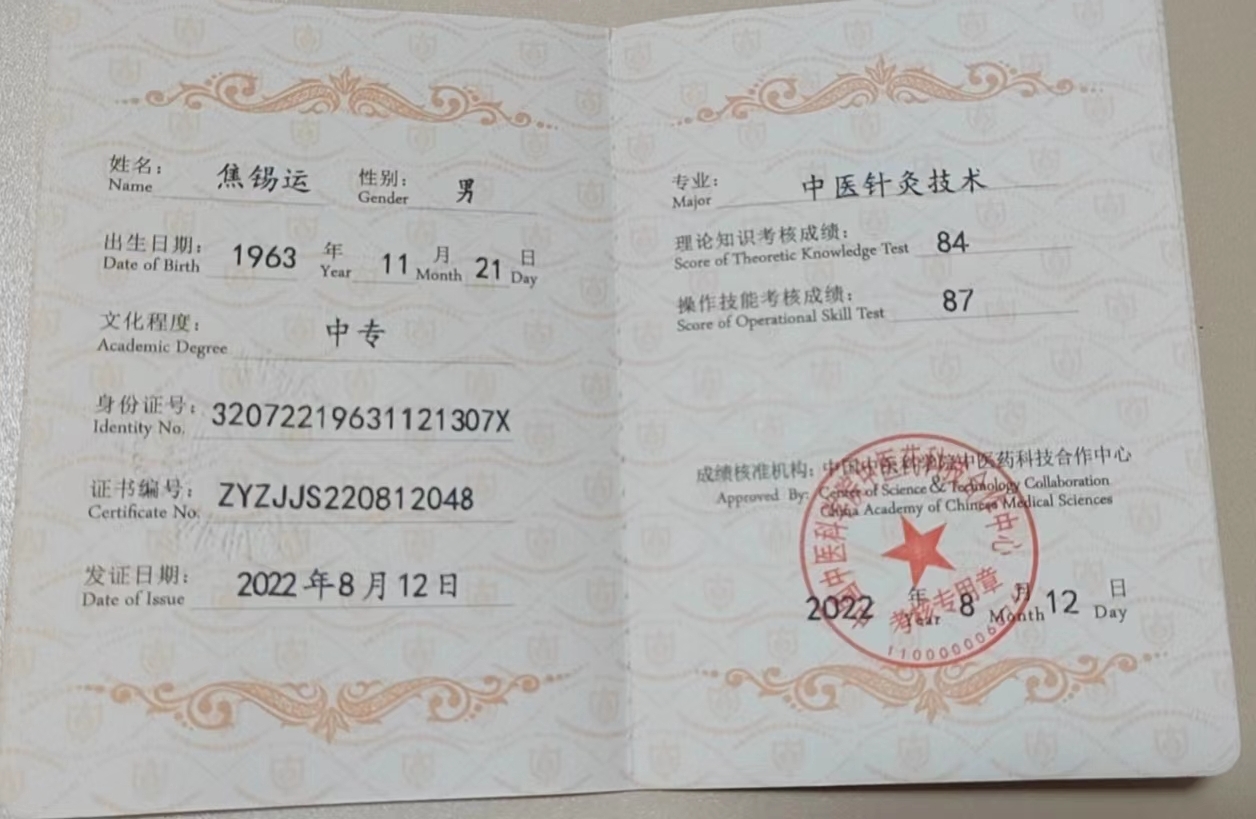 姓名： 焦锡运 性别： 男
Name Gender
出生日期： 1963 年 11 月 21 日
Date of Birth Year Month Day
文化程度： 中专
Academic Degree
身份证号： 32072219631121307X
Identity No.
证书编号： ZYZJJS220812048
Certificate No.
发证日期： 2022年8月12日
Date of Issue
专业： 中医针灸技术
Major
理论知识考核成绩： 84
Score of Theoretic Knowledge Test
操作技能考核成绩： 87
Score of Operational Skill Test
成绩核准机构：中国中医科学院中医药科技合作中心
Approved By: Center of Science & Technology Collaboration
China Academy of Chinese Medical Sciences
2022 年 8 月 12 日
Year Month Day
考核专用章